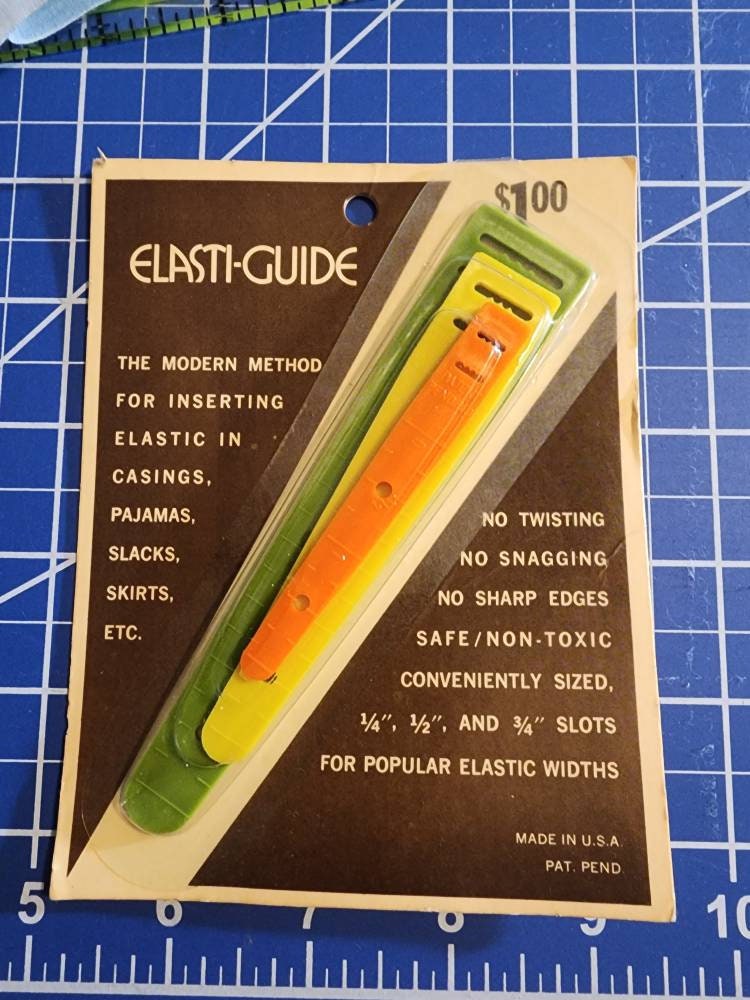 $1.00
ELASTI-GUIDE
THE MODERN METHOD
FOR INSERTING
ELASTIC IN
CASINGS,
PAJAMAS,
SLACKS,
SKIRTS,
ETC.
NO TWISTING
NO SNAGGING
NO SHARP EDGES
SAFE/NON-TOXIC
CONVENIENTLY SIZED,
¼″, ½″, AND ¾″ SLOTS
FOR POPULAR ELASTIC WIDTHS
MADE IN U.S.A.
PAT. PEND.
5 6 7 8 9 10